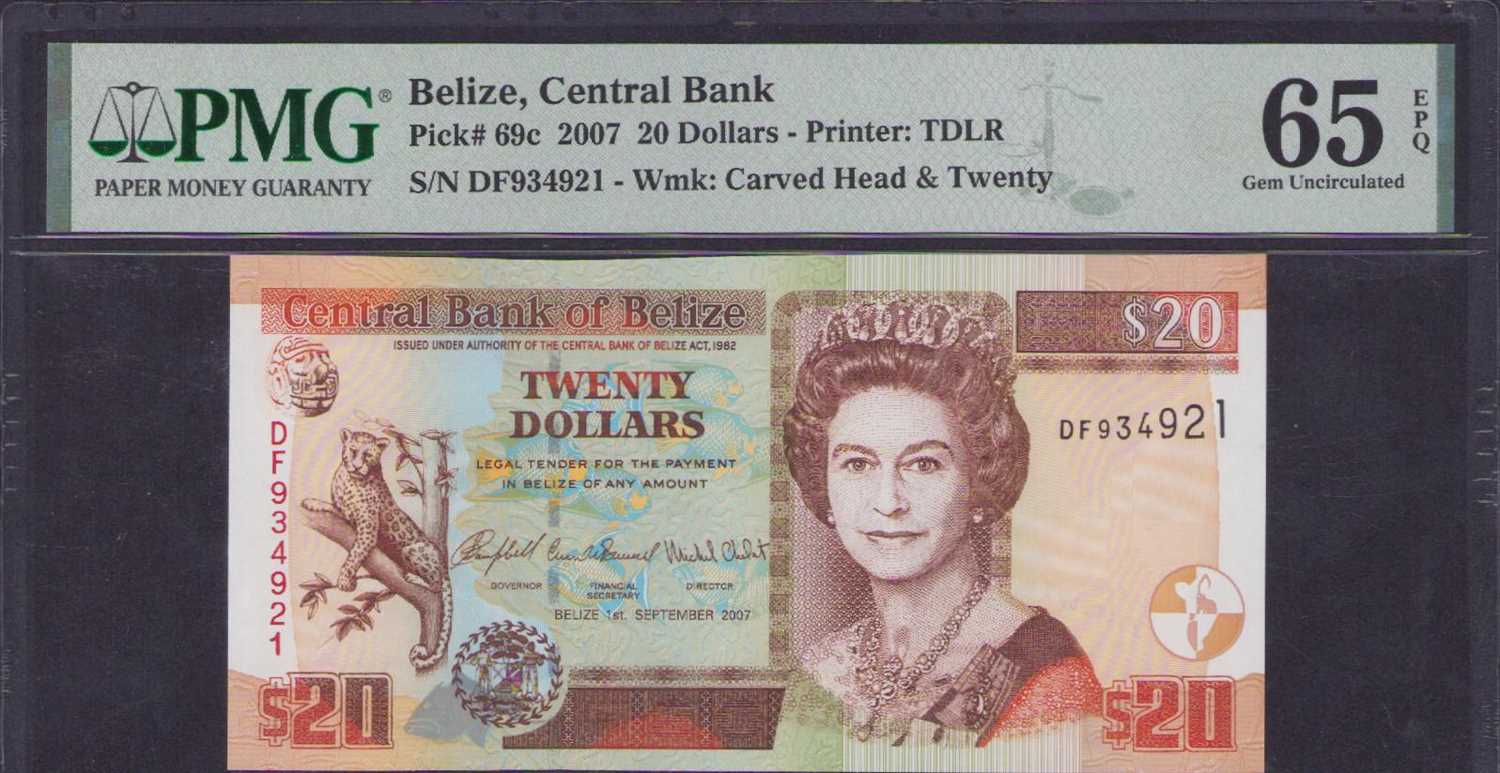 PMG®
PAPER MONEY GUARANTY
Belize, Central Bank
Pick# 69c 2007 20 Dollars - Printer: TDLR
S/N DF934921 - Wmk: Carved Head & Twenty
65
EPQ
Gem Uncirculated
Central Bank of Belize
$20
ISSUED UNDER AUTHORITY OF THE CENTRAL BANK OF BELIZE ACT, 1982
TWENTY
DOLLARS
DF934921
DF934921
LEGAL TENDER FOR THE PAYMENT
IN BELIZE OF ANY AMOUNT
GOVERNOR FINANCIAL SECRETARY DIRECTOR
BELIZE 1st. SEPTEMBER 2007
$20
$20